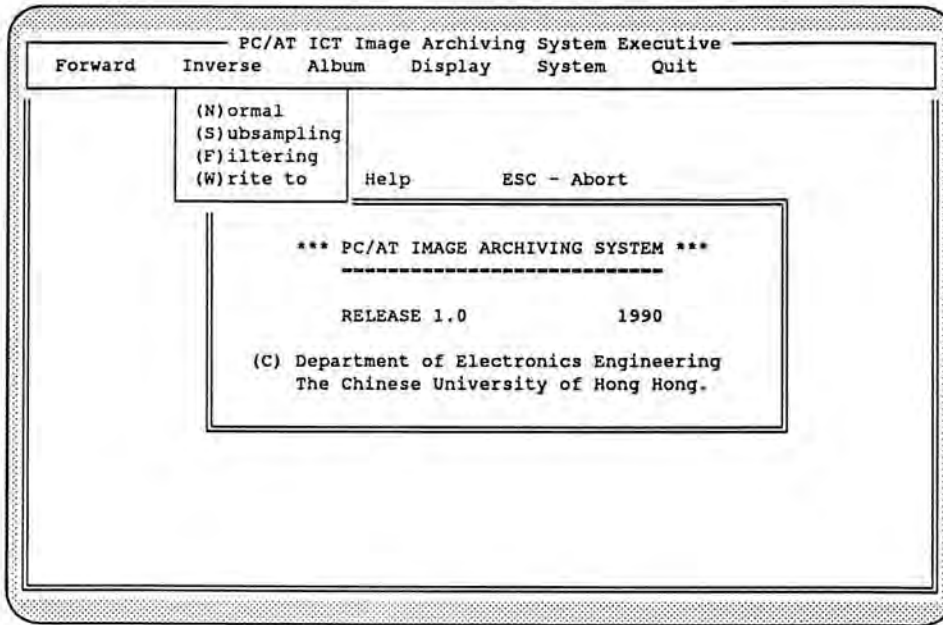 PC/AT ICT Image Archiving System Executive
Forward Inverse Album Display System Quit
(N)ormal
(S)ubsampling
(F)iltering
(W)rite to Help ESC - Abort
*** PC/AT IMAGE ARCHIVING SYSTEM ***
RELEASE 1.0 1990
(C) Department of Electronics Engineering
The Chinese University of Hong Hong.